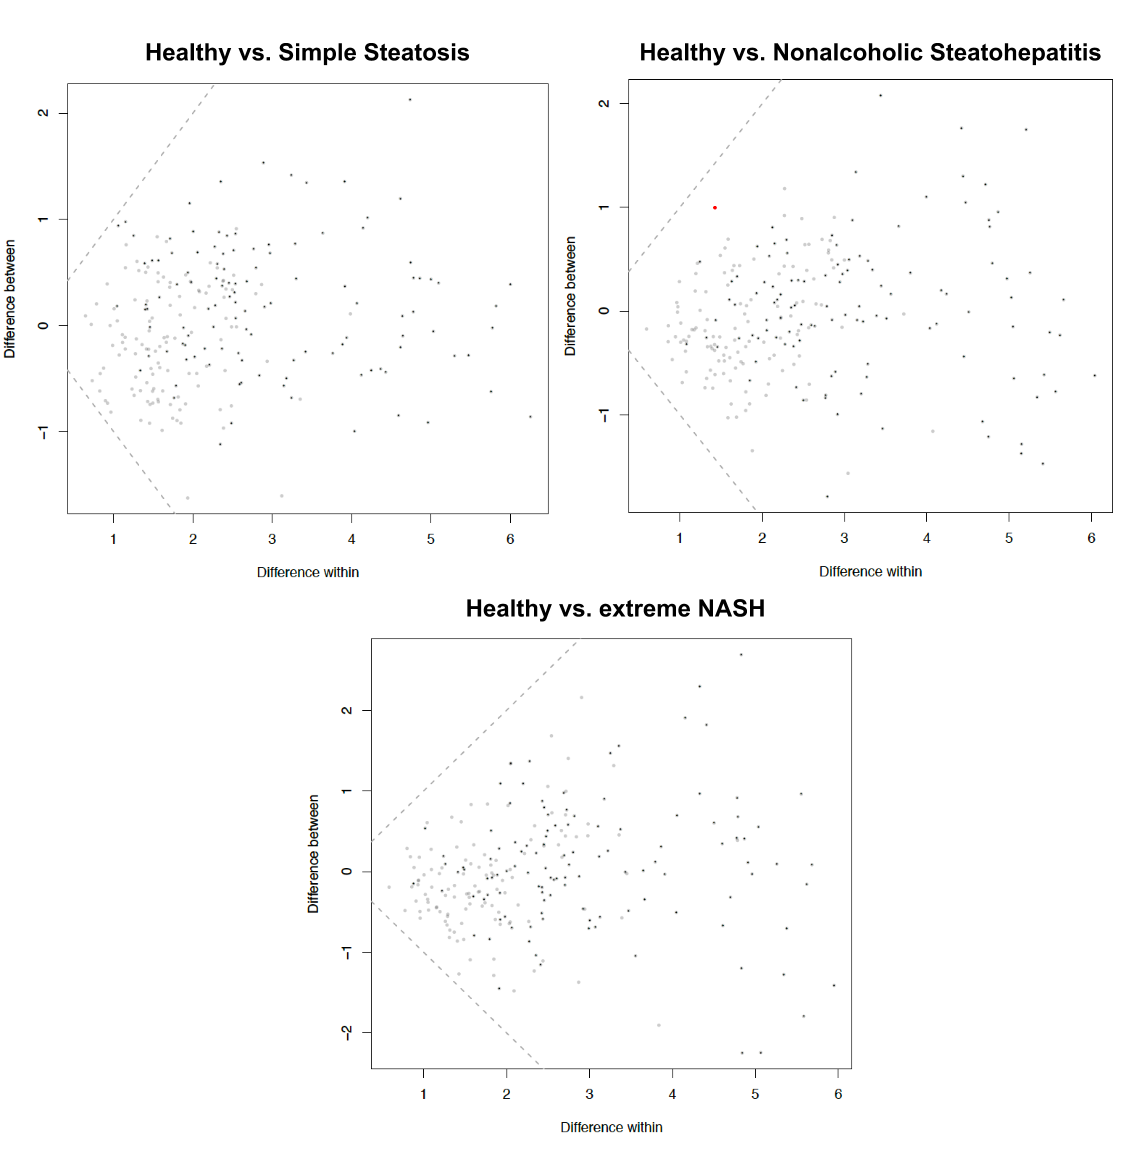 Healthy vs. Simple Steatosis
2
1
0
−1
Difference between
1 2 3 4 5 6
Difference within
Healthy vs. Nonalcoholic Steatohepatitis
2
1
0
−1
Difference between
1 2 3 4 5 6
Difference within
Healthy vs. extreme NASH
2
1
0
−1
−2
Difference between
1 2 3 4 5 6
Difference within